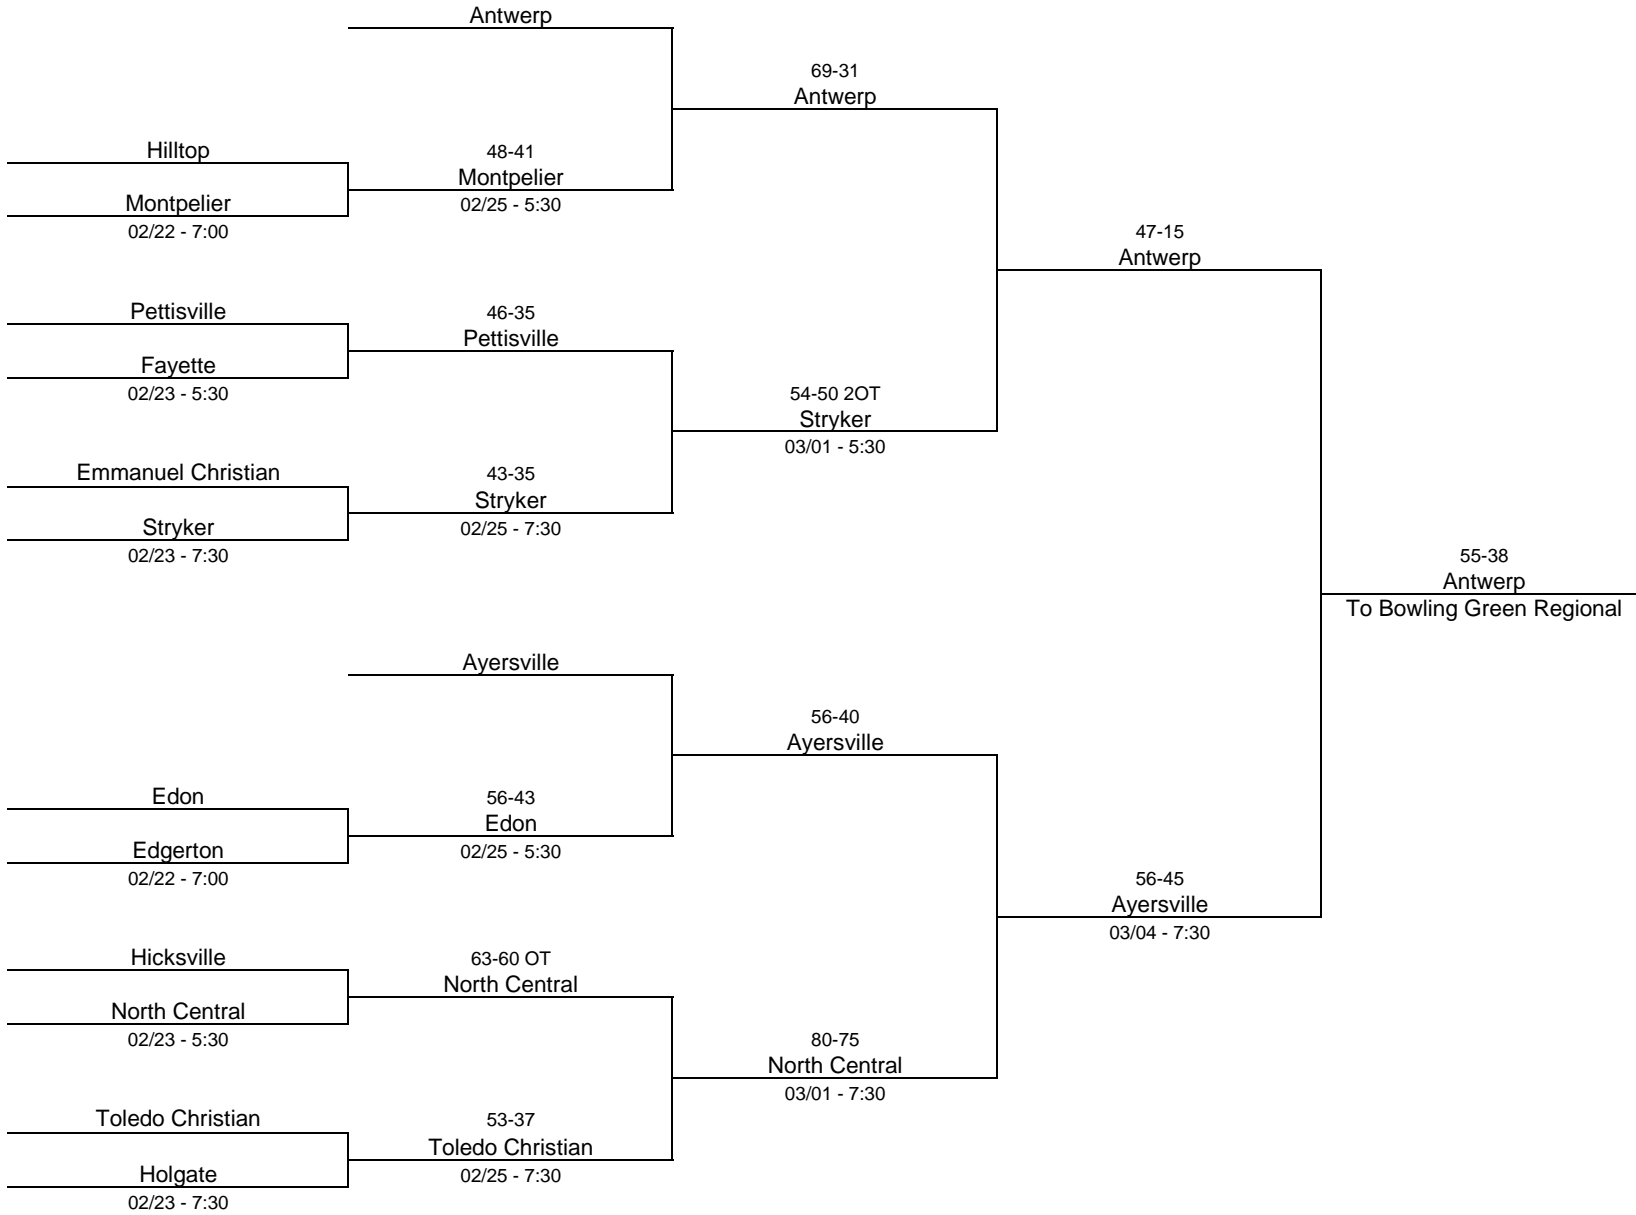 Antwerp
69-31
Antwerp
Hilltop
48-41
Montpelier
Montpelier
02/25 - 5:30
02/22 - 7:00
47-15
Antwerp
Pettisville
46-35
Pettisville
Fayette
02/23 - 5:30
54-50 2OT
Stryker
03/01 - 5:30
Emmanuel Christian
43-35
Stryker
Stryker
02/25 - 7:30
02/23 - 7:30
55-38
Antwerp
To Bowling Green Regional
Ayersville
56-40
Ayersville
Edon
56-43
Edon
Edgerton
02/25 - 5:30
02/22 - 7:00
56-45
Ayersville
03/04 - 7:30
Hicksville
63-60 OT
North Central
North Central
02/23 - 5:30
80-75
North Central
03/01 - 7:30
Toledo Christian
53-37
Toledo Christian
Holgate
02/25 - 7:30
02/23 - 7:30